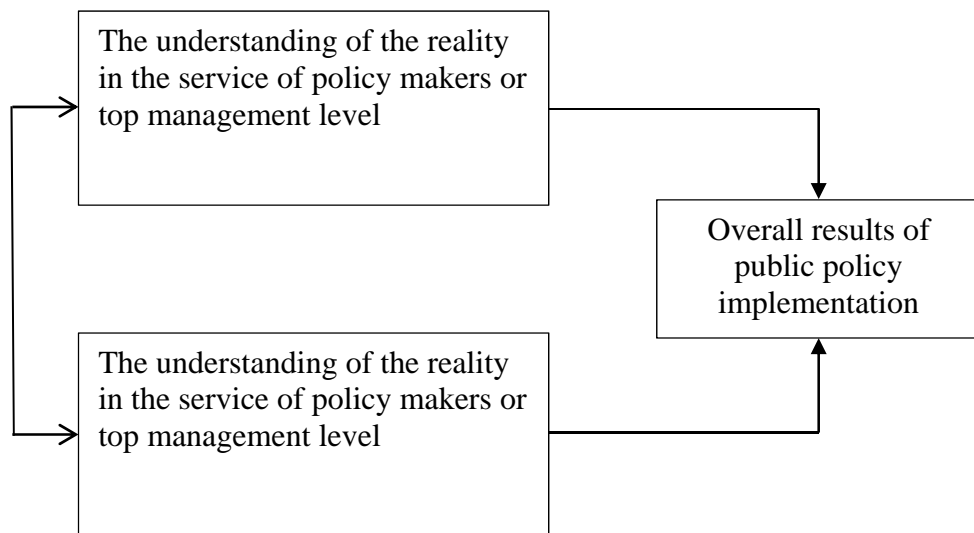 The understanding of the reality
in the service of policy makers or
top management level
Overall results of
public policy
implementation
The understanding of the reality
in the service of policy makers or
top management level